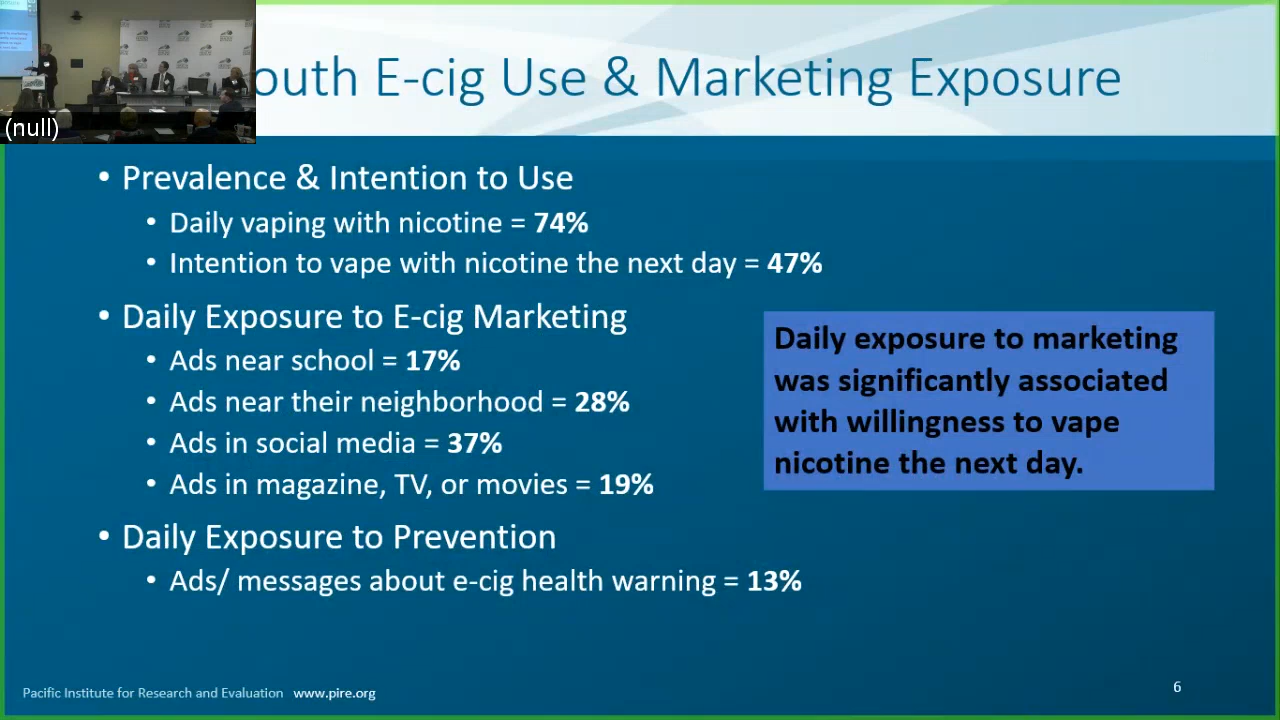 outh E-cig Use & Marketing Exposure
(null)
• Prevalence & Intention to Use
• Daily vaping with nicotine = 74%
• Intention to vape with nicotine the next day = 47%
• Daily Exposure to E-cig Marketing
• Ads near school = 17%
• Ads near their neighborhood = 28%
• Ads in social media = 37%
• Ads in magazine, TV, or movies = 19%
Daily exposure to marketing
was significantly associated
with willingness to vape
nicotine the next day.
• Daily Exposure to Prevention
• Ads/ messages about e-cig health warning = 13%
Pacific Institute for Research and Evaluation www.pire.org
6